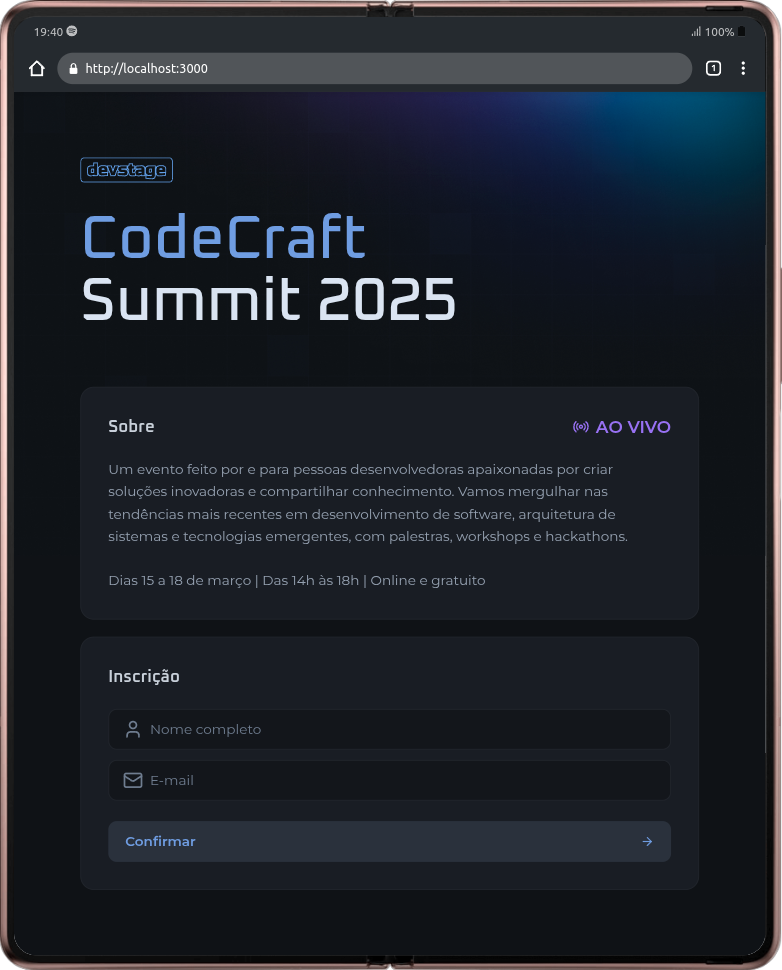 19:40
100%
http://localhost:3000
1
devstage
CodeCraft
Summit 2025
Sobre
AO VIVO
Um evento feito por e para pessoas desenvolvedoras apaixonadas por criar
soluções inovadoras e compartilhar conhecimento. Vamos mergulhar nas
tendências mais recentes em desenvolvimento de software, arquitetura de
sistemas e tecnologias emergentes, com palestras, workshops e hackathons.
Dias 15 a 18 de março | Das 14h às 18h | Online e gratuito
Inscrição
Nome completo
E-mail
Confirmar